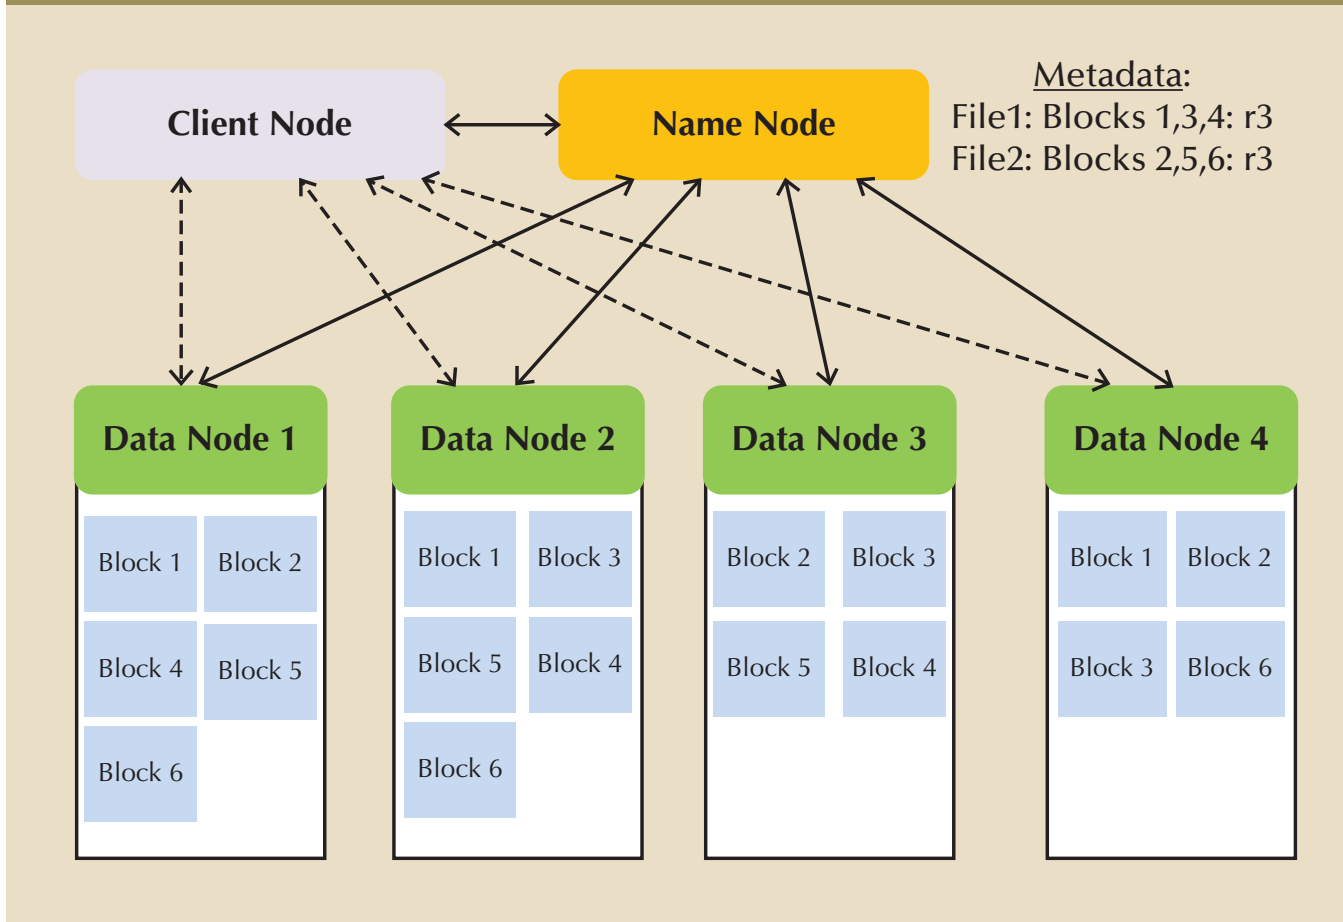 Metadata:
Client Node
Name Node
File1: Blocks 1,3,4: r3
File2: Blocks 2,5,6: r3
Data Node 1
Data Node 2
Data Node 3
Data Node 4
Block 1
Block 2
Block 4
Block 5
Block 6
Block 1
Block 3
Block 5
Block 4
Block 6
Block 2
Block 3
Block 5
Block 4
Block 1
Block 2
Block 3
Block 6